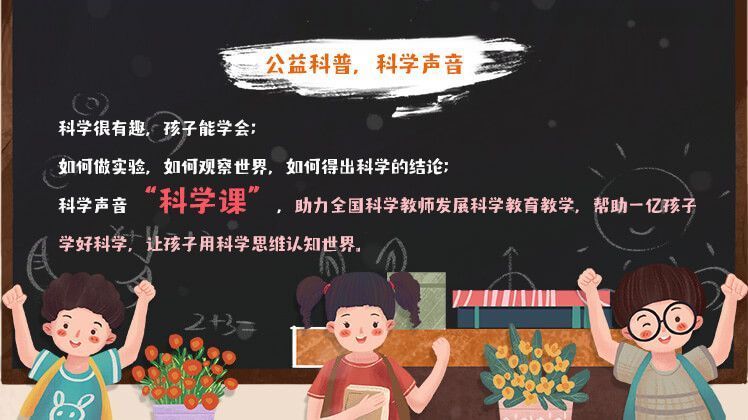 公益科普，科学声音
科学很有趣，孩子能学会；
如何做实验，如何观察世界，如何得出科学的结论；
科学声音“科学课”，助力全国科学教师发展科学教育教学，帮助一亿孩子
学好科学，让孩子用科学思维认知世界。
2+3=